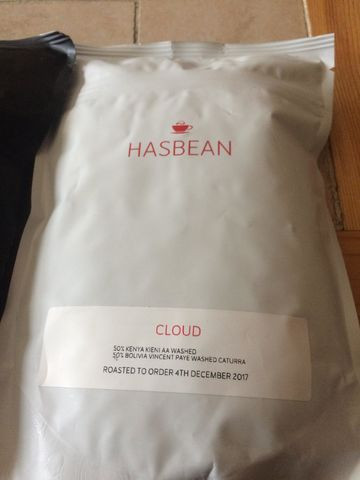 HASBEAN
CLOUD
50% KENYA KIENI AA WASHED
50% BOLIVIA VINCENT PAYE WASHED CATURRA
ROASTED TO ORDER 4TH DECEMBER 2017